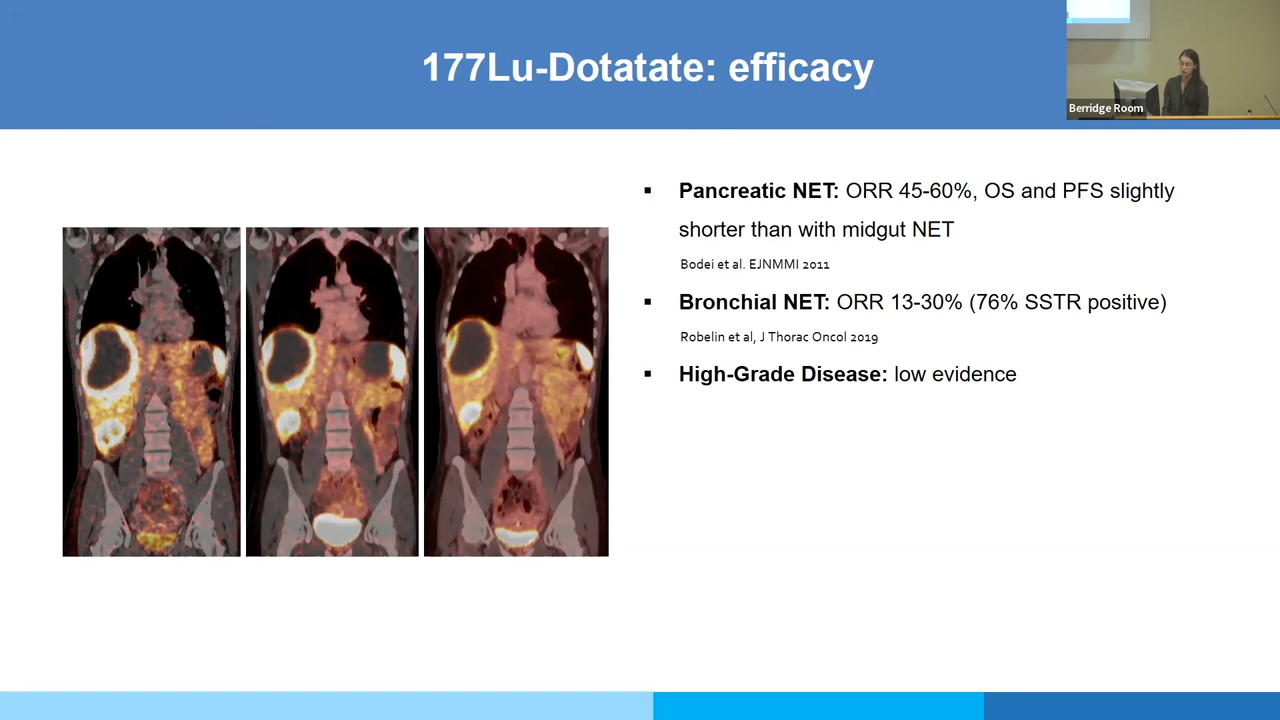 177Lu-Dotatate: efficacy
Berridge Room
▪ Pancreatic NET: ORR 45-60%, OS and PFS slightly
shorter than with midgut NET
Bodei et al. EJNMMI 2011
▪ Bronchial NET: ORR 13-30% (76% SSTR positive)
Robelin et al, J Thorac Oncol 2019
▪ High-Grade Disease: low evidence